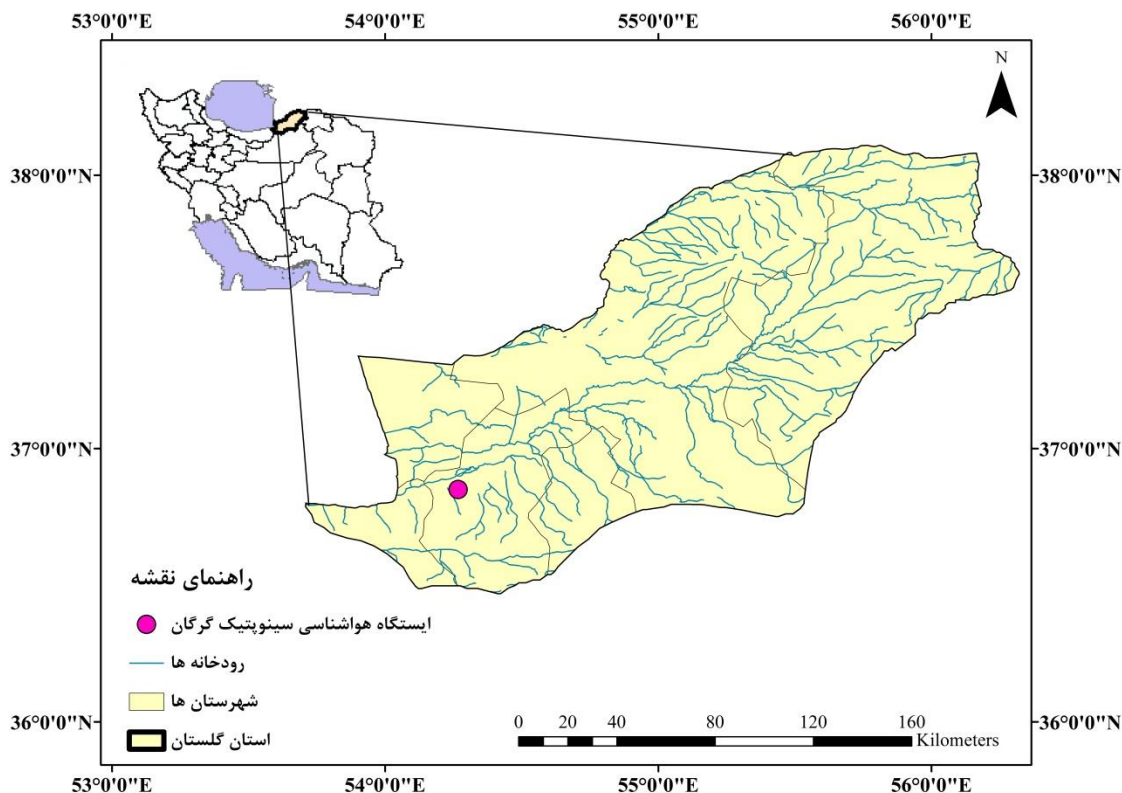 53°0'0"E
54°0'0"E
55°0'0"E
56°0'0"E
N
38°0'0"N
38°0'0"N
37°0'0"N
37°0'0"N
راهنمای نقشه
ایستگاه هواشناسی سینوپتیک گرگان
رودخانه ها
شهرستان ها
استان گلستان
36°0'0"N
36°0'0"N
0 20 40 80 120 160
Kilometers
53°0'0"E
54°0'0"E
55°0'0"E
56°0'0"E